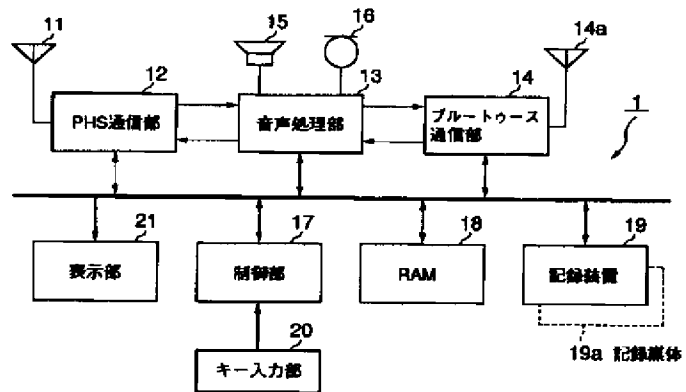 11
15
16
14a
12
13
14
1
PHS通信部
音声処理部
ブルートゥース
通信部
21
17
18
19
表示部
制御部
RAM
記録装置
20
キー入力部
19a 記録媒体